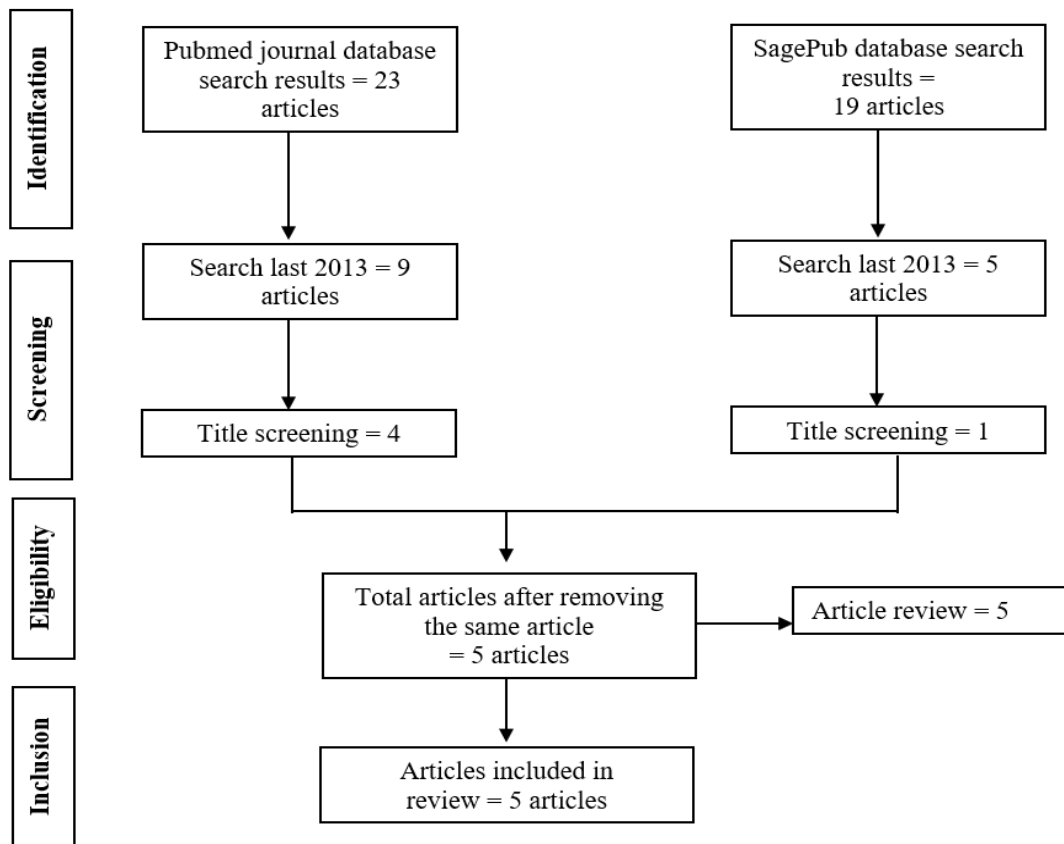 Identification
Pubmed journal database
search results = 23
articles
SagePub database search
results =
19 articles
Screening
Search last 2013 = 9
articles
Search last 2013 = 5
articles
Title screening = 4
Title screening = 1
Eligibility
Total articles after removing
the same article
= 5 articles
Article review = 5
Inclusion
Articles included in
review = 5 articles